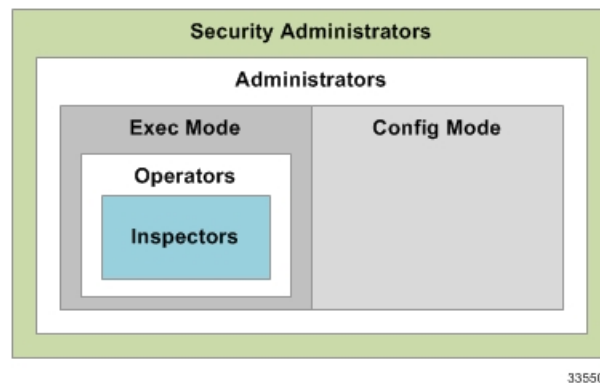 Security Administrators
Administrators
Exec Mode
Config Mode
Operators
Inspectors